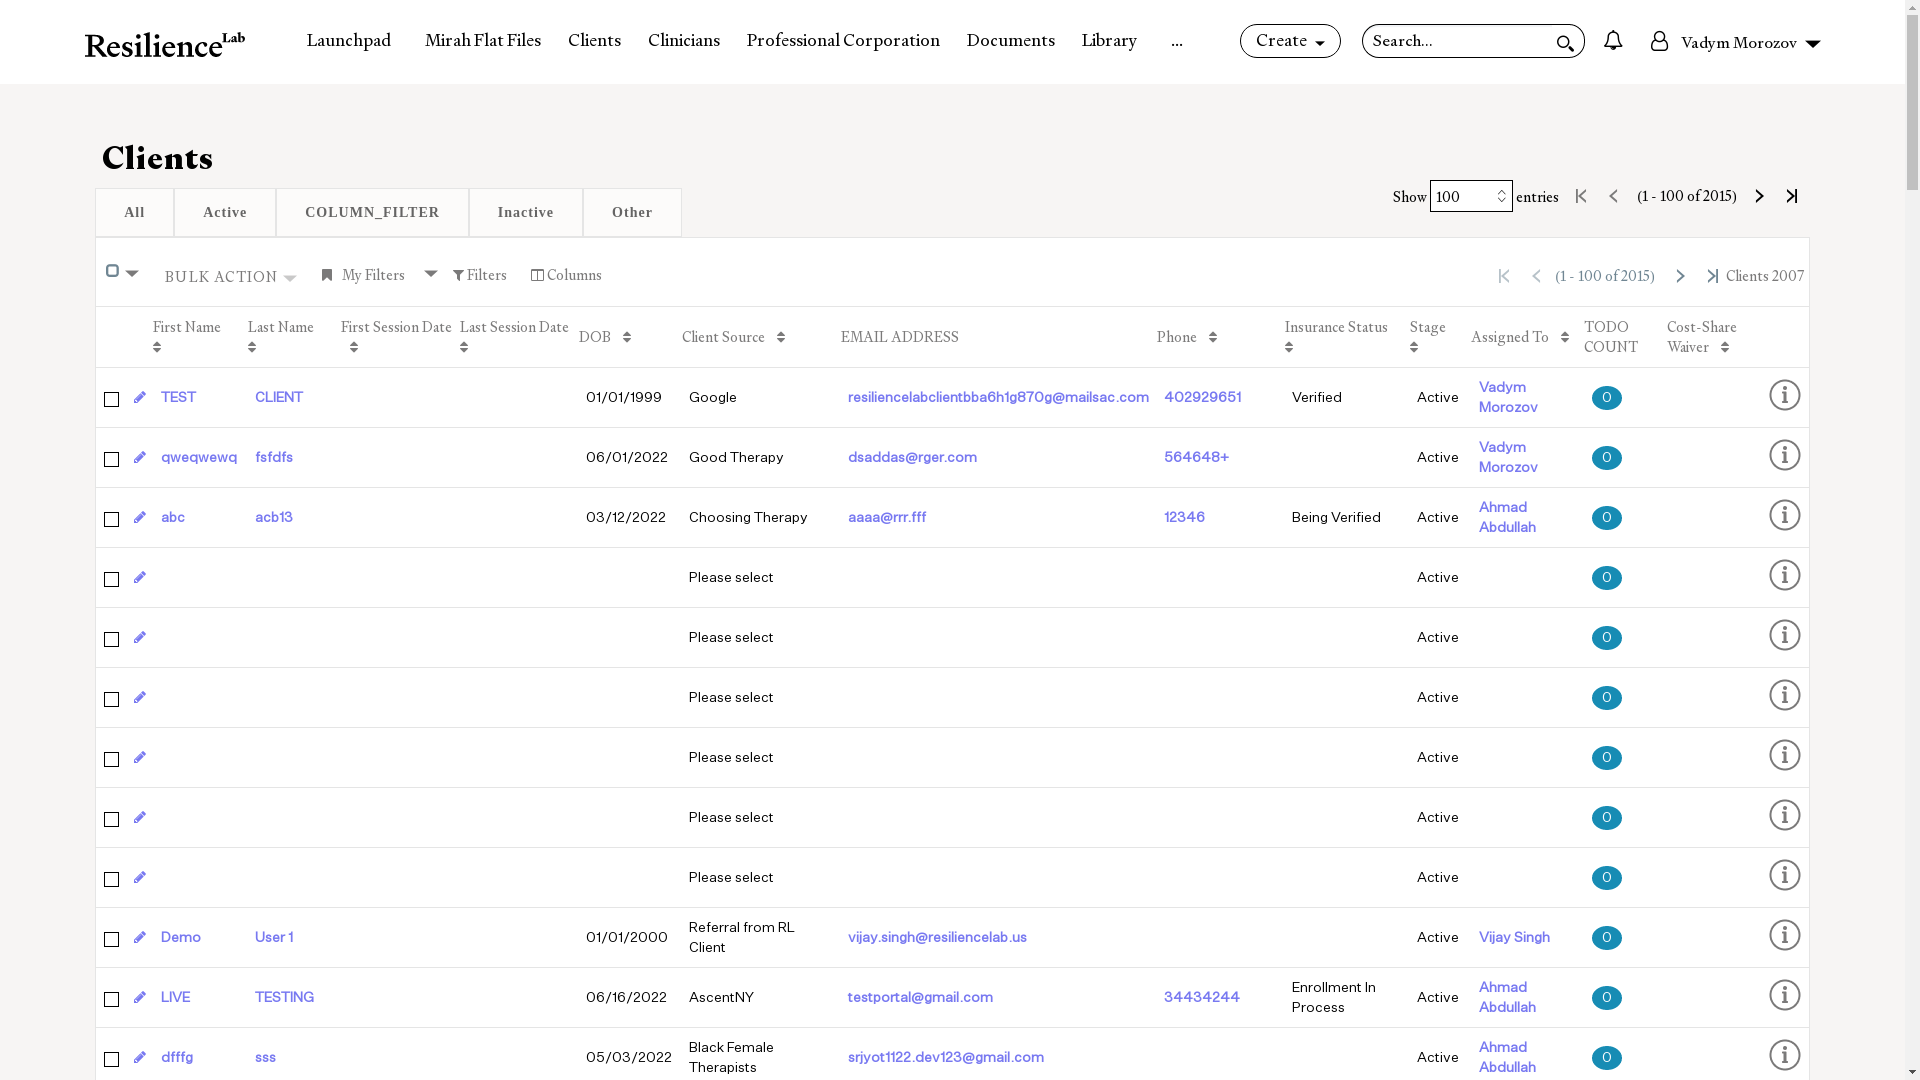 ResilienceLab
Launchpad Mirah Flat Files Clients Clinicians Professional Corporation Documents Library ... Create Search... Vadym Morozov
Clients
All Active COLUMN_FILTER Inactive Other
Show 100 entries (1 - 100 of 2015)
BULK ACTION My Filters Filters Columns (1 - 100 of 2015) Clients 2007
First Name Last Name First Session Date Last Session Date DOB Client Source EMAIL ADDRESS Phone Insurance Status Stage Assigned To TODO COUNT Cost-Share Waiver
TEST CLIENT 01/01/1999 Google resiliencelabclientbba6h1g870g@mailsac.com 402929651 Verified Active Vadym Morozov 0
qweqwewq fsfdfs 06/01/2022 Good Therapy dsaddas@rger.com 564648+ Active Vadym Morozov 0
abc acb13 03/12/2022 Choosing Therapy aaaa@rrr.fff 12346 Being Verified Active Ahmad Abdullah 0
Please select Active 0
Please select Active 0
Please select Active 0
Please select Active 0
Please select Active 0
Please select Active 0
Demo User 1 01/01/2000 Referral from RL Client vijay.singh@resiliencelab.us Active Vijay Singh 0
LIVE TESTING 06/16/2022 AscentNY testportal@gmail.com 34434244 Enrollment In Process Active Ahmad Abdullah 0
dfffg sss 05/03/2022 Black Female Therapists srjyot1122.dev123@gmail.com Active Ahmad Abdullah 0